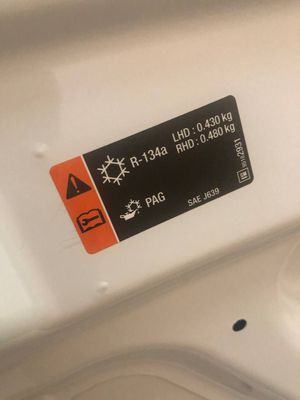 R-134a
LHD : 0.430 kg
RHD : 0.480 kg
PAG
SAE J639